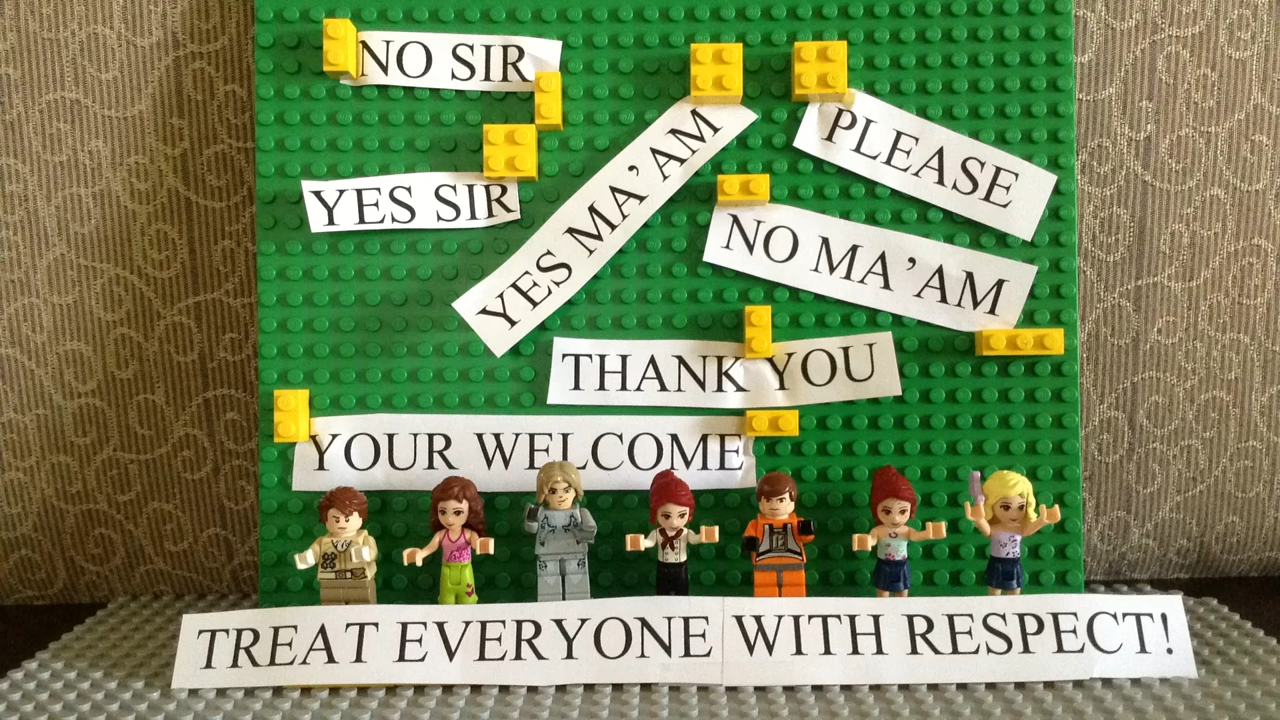 NO SIR
YES SIR
YES MA'AM
PLEASE
NO MA'AM
THANK YOU
YOUR WELCOME
TREAT EVERYONE WITH RESPECT!